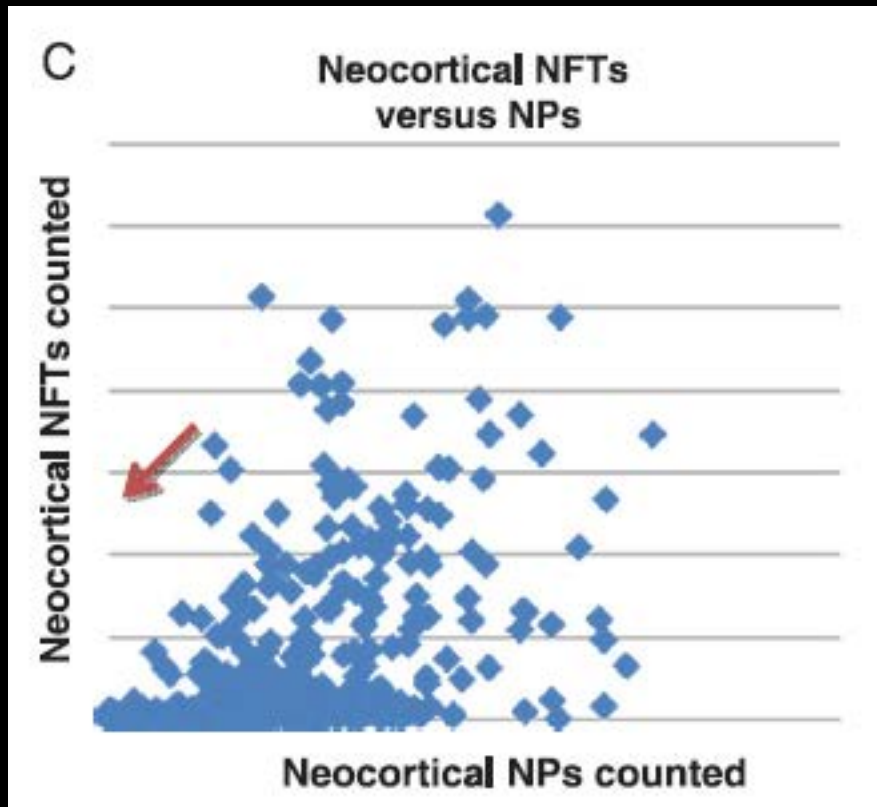 C
Neocortical NFTs
versus NPs
Neocortical NFTs counted
Neocortical NPs counted